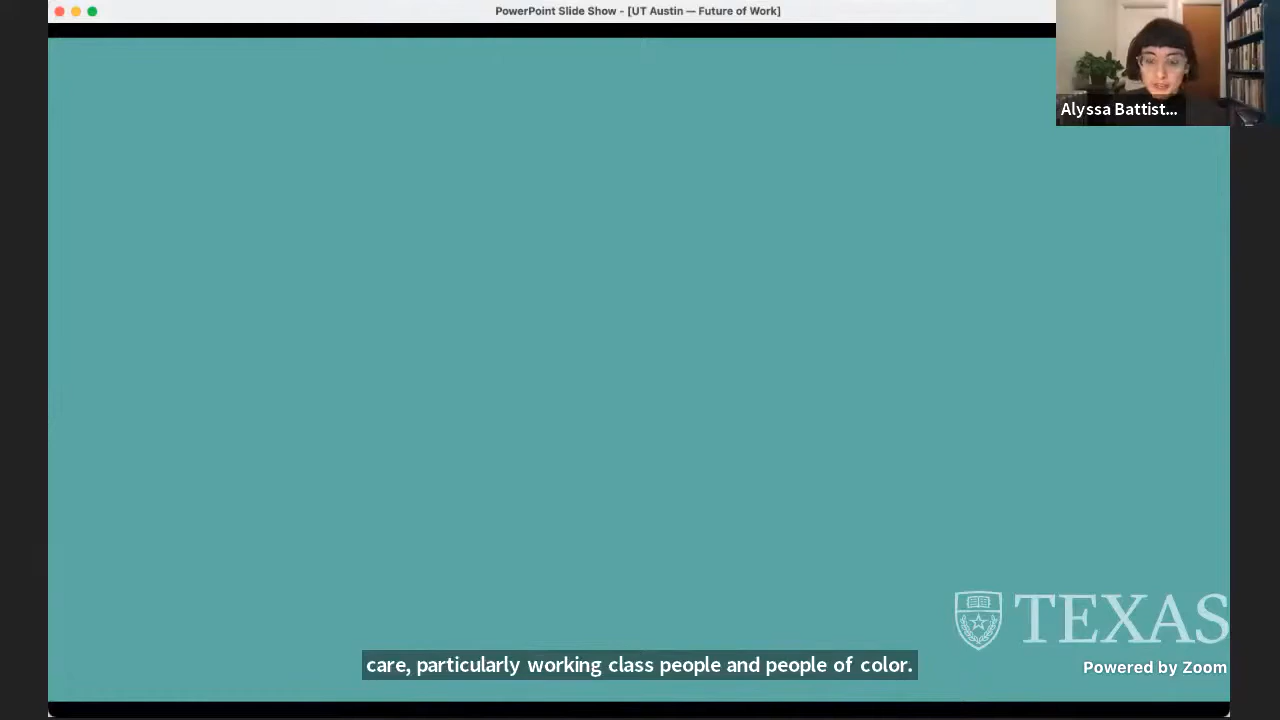 PowerPoint Slide Show - [UT Austin — Future of Work]
Alyssa Battist...
TEXAS
care, particularly working class people and people of color.
Powered by Zoom